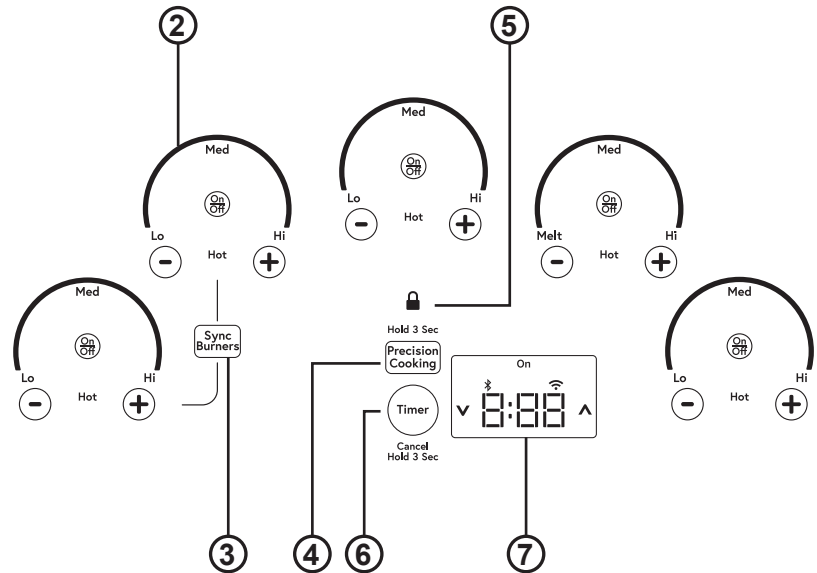 2
5
Med
On
Off
Lo
Hi
-
Hot
+
Med
On
Off
Lo
Hi
-
Hot
+
Med
On
Off
Melt
Hi
-
Hot
+
Med
On
Off
Lo
Hi
-
Hot
+
Sync
Burners
Hold 3 Sec
Precision
Cooking
Timer
Cancel
Hold 3 Sec
On
8:88
Med
On
Off
Lo
Hi
-
Hot
+
3
4
6
7